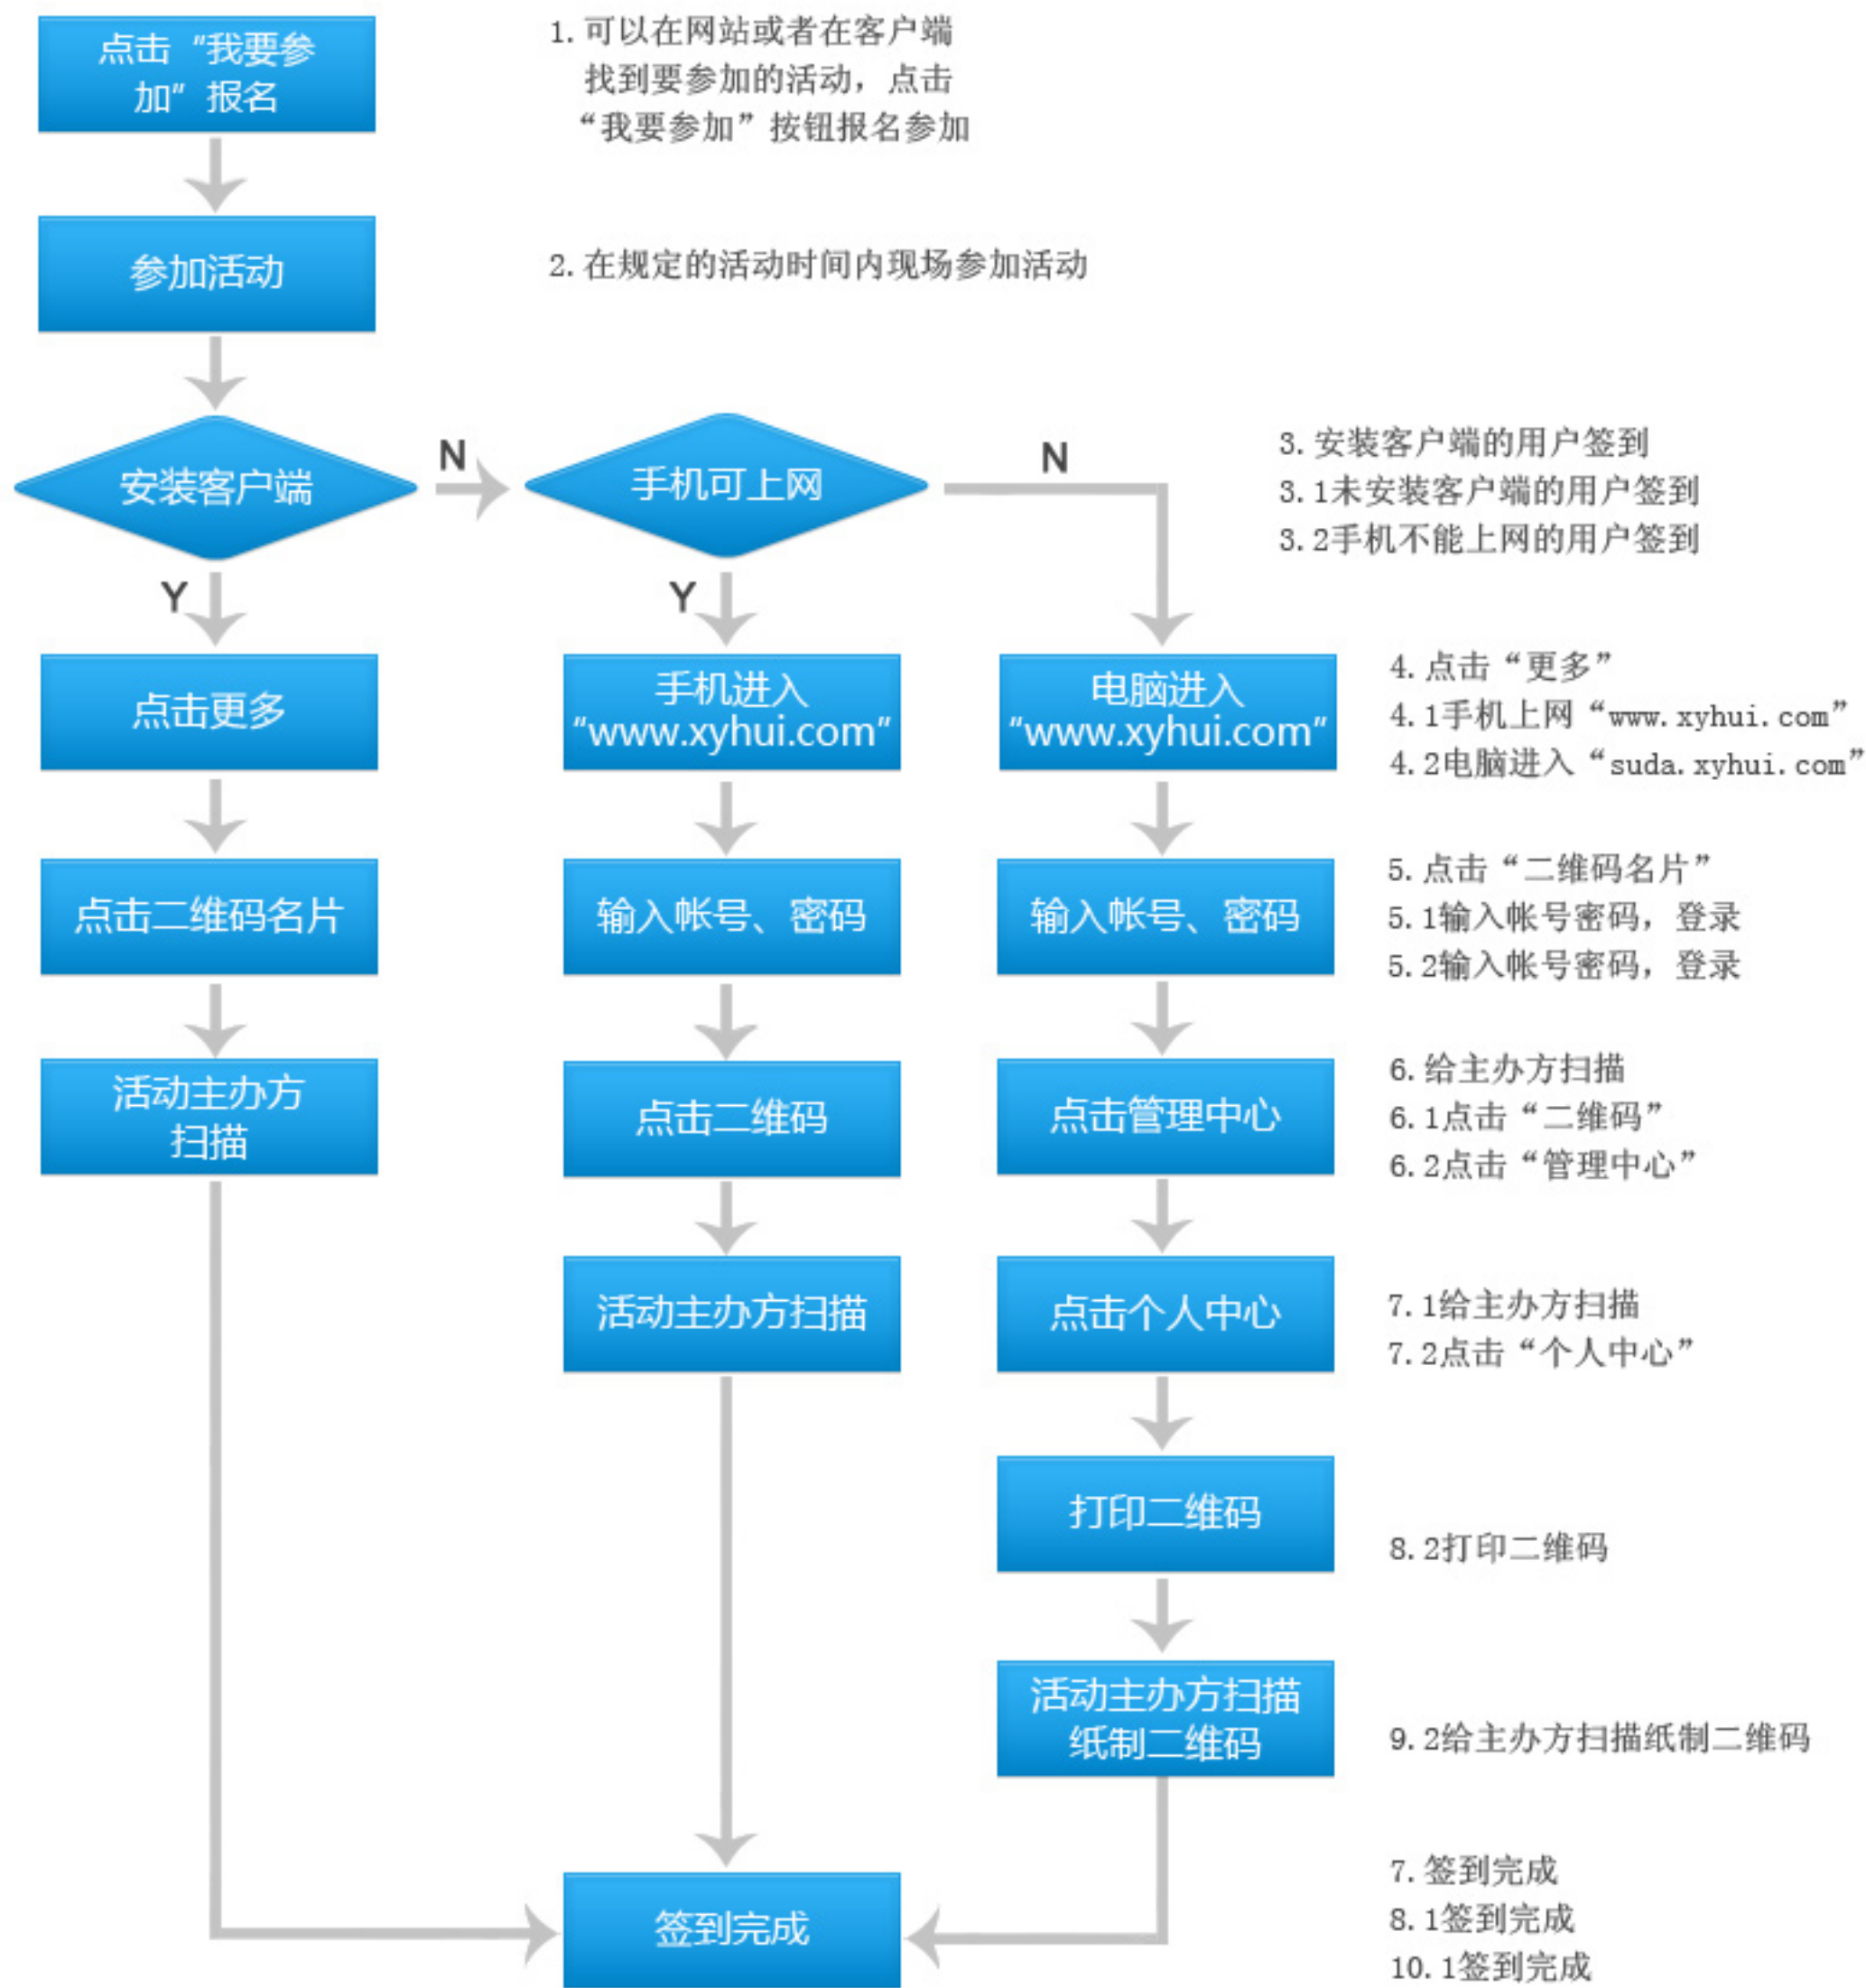 点击“我要参
加”报名
1.可以在网站或者在客户端
找到要参加的活动，点击
“我要参加”按钮报名参加
参加活动
2.在规定的活动时间内现场参加活动
安装客户端
N
手机可上网
N
3.安装客户端的用户签到
3.1未安装客户端的用户签到
3.2手机不能上网的用户签到
Y
Y
点击更多
手机进入
“www.xyhui.com”
电脑进入
“www.xyhui.com”
4.点击“更多”
4.1手机上网“www.xyhui.com”
4.2电脑进入“suda.xyhui.com”
点击二维码名片
输入帐号、密码
输入帐号、密码
5.点击“二维码名片”
5.1输入帐号密码，登录
5.2输入帐号密码，登录
活动主办方
扫描
点击二维码
点击管理中心
6.给主办方扫描
6.1点击“二维码”
6.2点击“管理中心”
活动主办方扫描
点击个人中心
7.1给主办方扫描
7.2点击“个人中心”
打印二维码
8.2打印二维码
活动主办方扫描
纸制二维码
9.2给主办方扫描纸制二维码
签到完成
7.签到完成
8.1签到完成
10.1签到完成